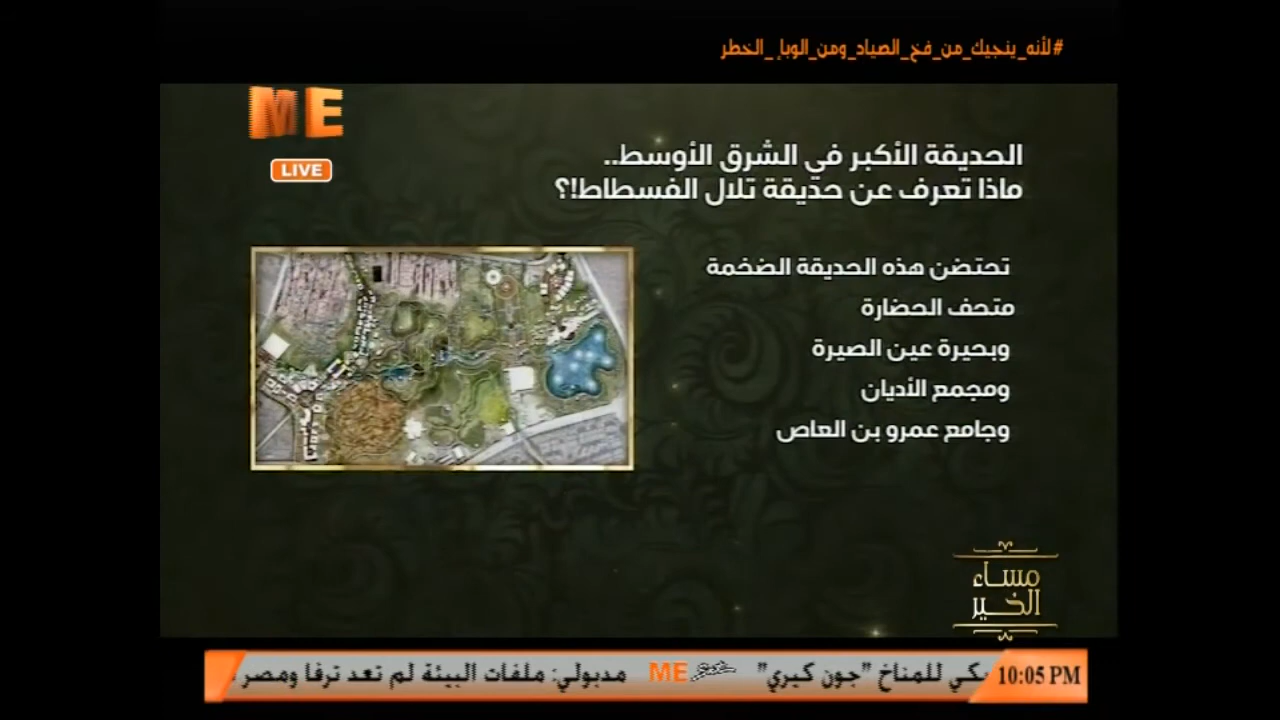 #لأنه_ينجيك_من_فخ_الصياد_ومن_الوبإ_الخطر
ME
LIVE
الحديقة الأكبر في الشرق الأوسط..
ماذا تعرف عن حديقة تلال الفسطاط!؟
تحتضن هذه الحديقة الضخمة
متحف الحضارة
وبحيرة عين الصيرة
ومجمع الأديان
وجامع عمرو بن العاص
مساء
الخير
10:05 PM يكي للمناخ "جون كيري" ME Sat مدبولي: ملفات البيئة لم تعد ترفا ومصر